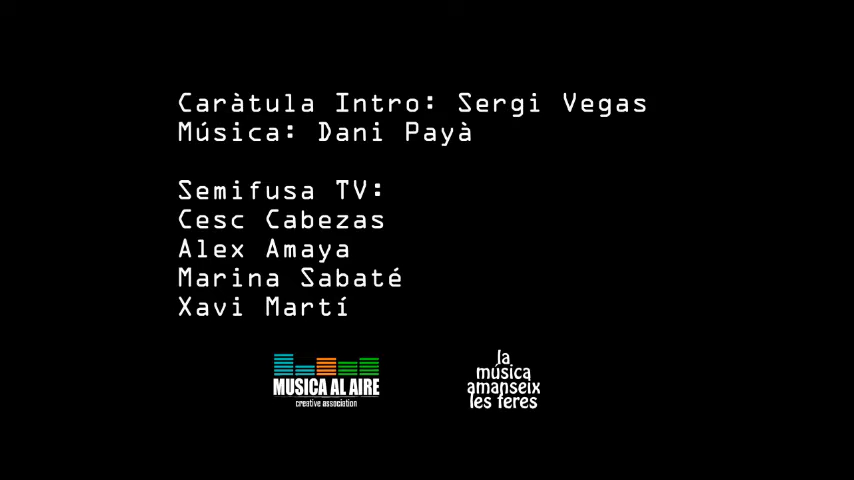 Caràtula Intro: Sergi Vegas
Música: Dani Payà
Semifusa TV:
Cesc Cabezas
Alex Amaya
Marina Sabaté
Xavi Martí
MUSICA AL AIRE
creative association
la
música
amanseix
les feres